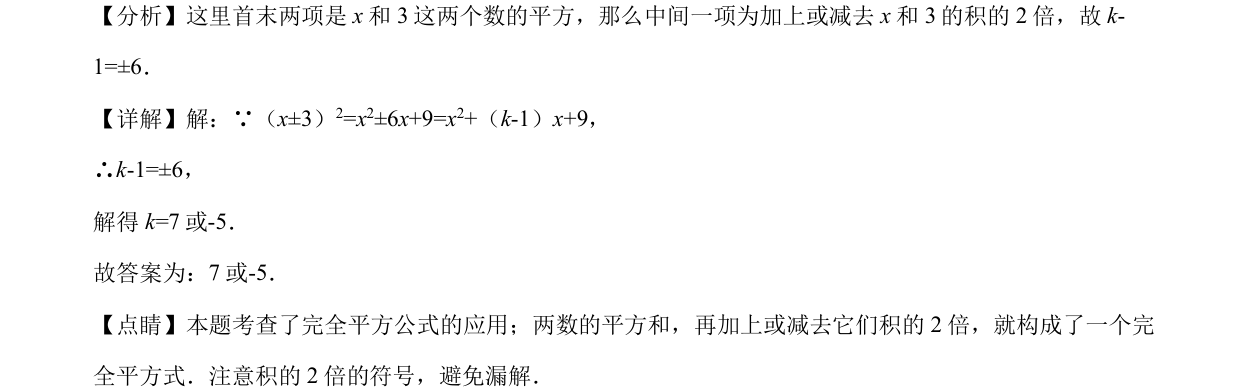 【分析】这里首末两项是 x 和 3 这两个数的平方，那么中间一项为加上或减去 x 和 3 的积的 2 倍，故 k-
1=±6．
【详解】解：∵（x±3）²=x²±6x+9=x²+（k-1）x+9，
∴k-1=±6，
解得 k=7 或-5．
故答案为：7 或-5．
【点睛】本题考查了完全平方公式的应用；两数的平方和，再加上或减去它们积的 2 倍，就构成了一个完
全平方式．注意积的 2 倍的符号，避免漏解．